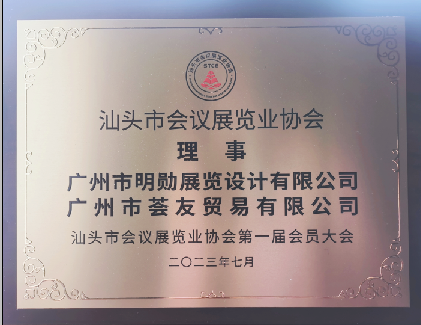 STCE
汕头市会议展览业协会
理 事
广州市明勋展览设计有限公司
广州市荟友贸易有限公司
汕头市会议展览业协会第一届会员大会
二〇二三年七月